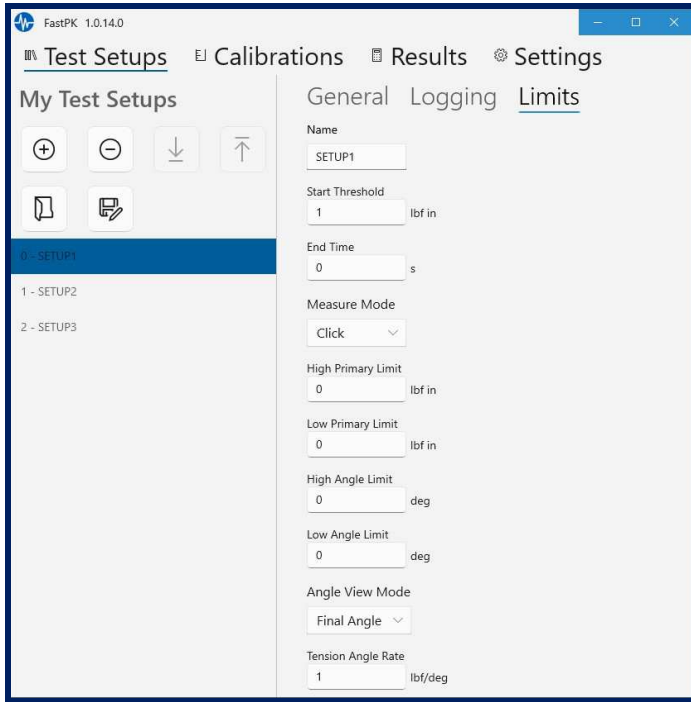 FastPK 1.0.14.0
Test Setups Calibrations Results Settings
My Test Setups
0 - SETUP1
1 - SETUP2
2 - SETUP3
General Logging Limits
Name
SETUP1
Start Threshold
1 lbf in
End Time
0 s
Measure Mode
Click
High Primary Limit
0 lbf in
Low Primary Limit
0 lbf in
High Angle Limit
0 deg
Low Angle Limit
0 deg
Angle View Mode
Final Angle
Tension Angle Rate
1 lbf/deg